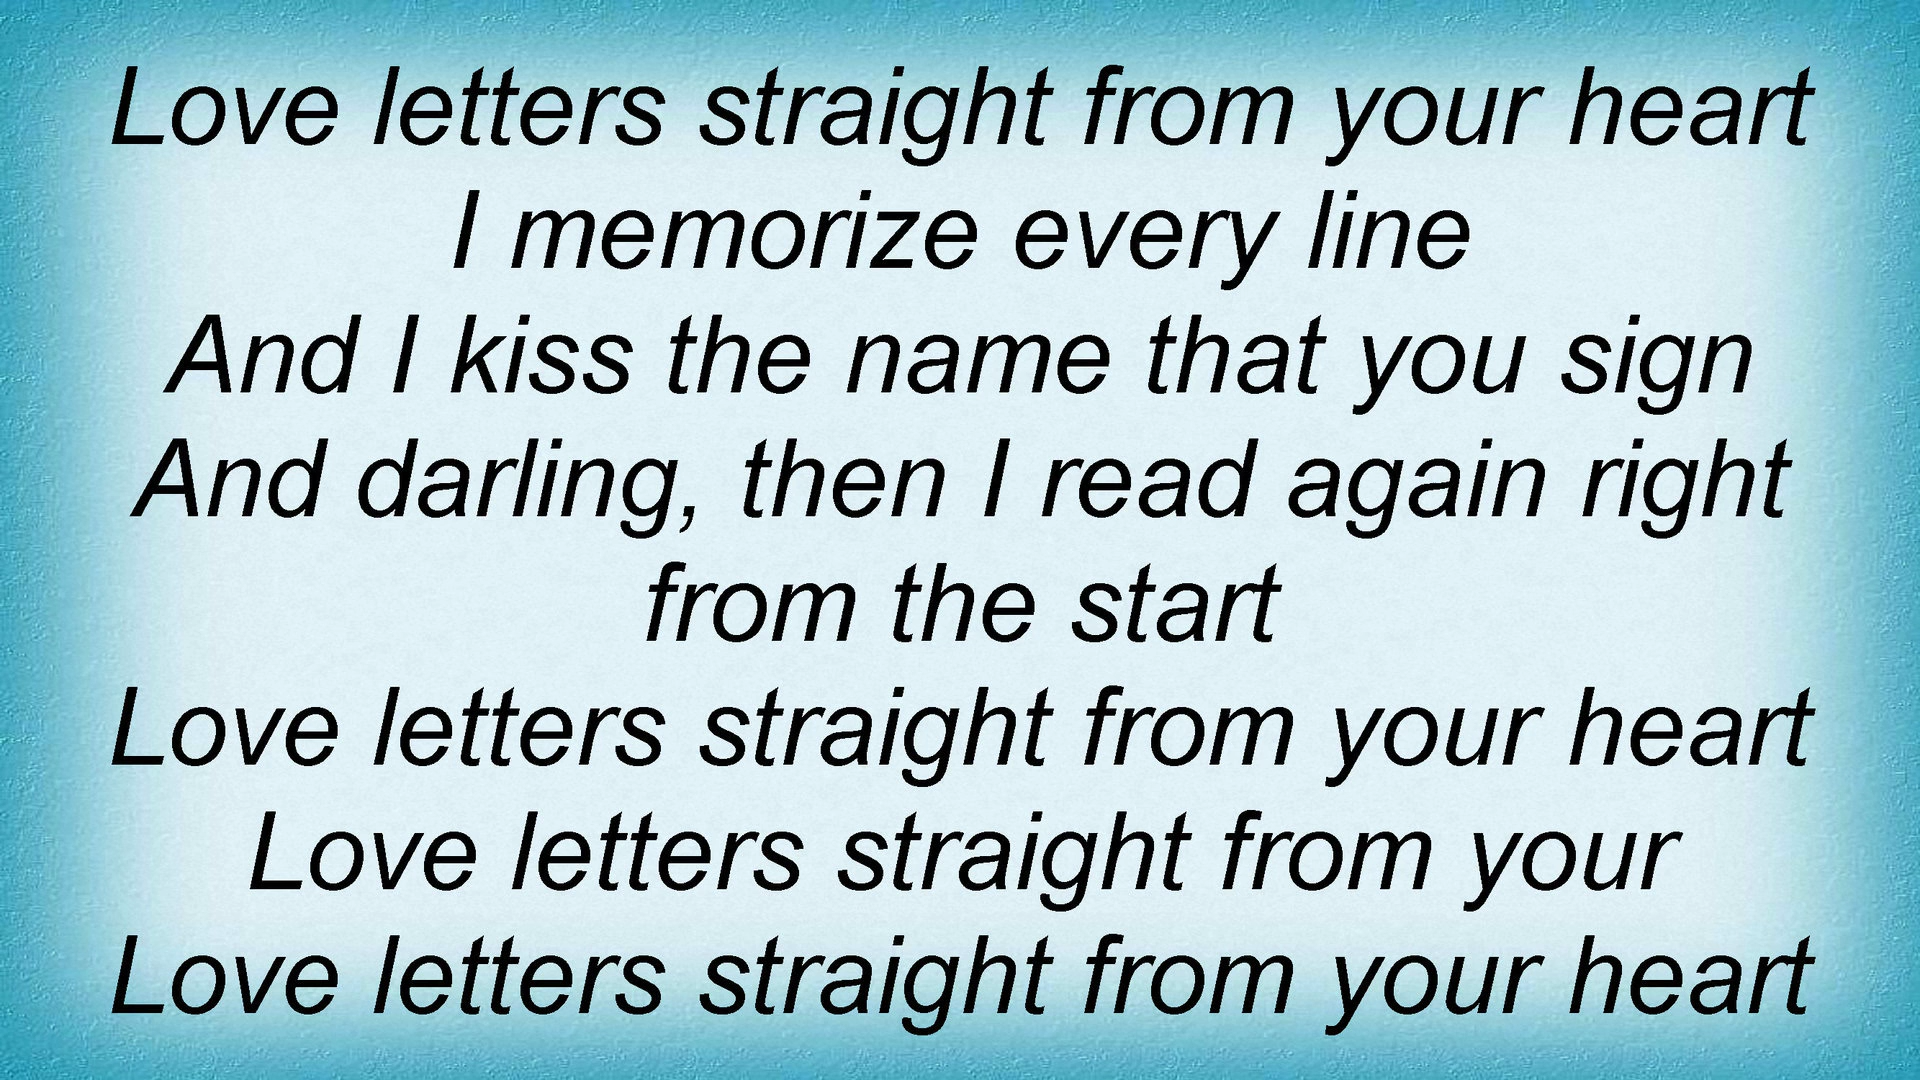 Love letters straight from your heart
I memorize every line
And I kiss the name that you sign
And darling, then I read again right
from the start
Love letters straight from your heart
Love letters straight from your
Love letters straight from your heart